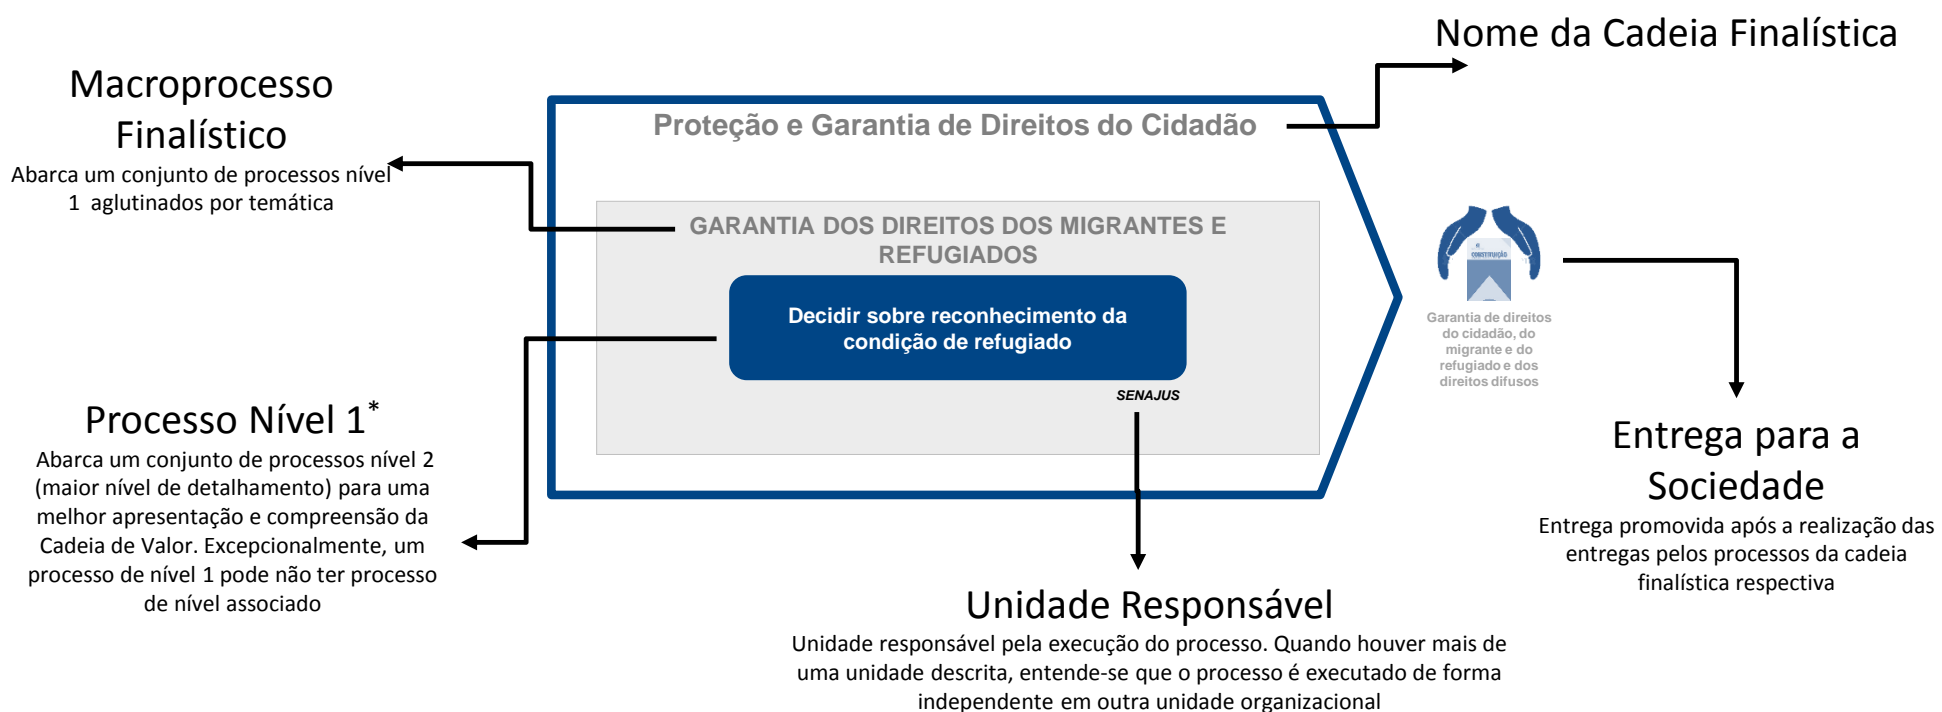 Nome da Cadeia Finalística
Macroprocesso
Finalístico
Abarca um conjunto de processos nível
1 aglutinados por temática
Proteção e Garantia de Direitos do Cidadão
GARANTIA DOS DIREITOS DOS MIGRANTES E
REFUGIADOS
Decidir sobre reconhecimento da
condição de refugiado
SENAJUS
CONSTITUIÇÃO
Garantia de direitos
do cidadão, do
migrante e do
refugiado e dos
direitos difusos
Processo Nível 1*
Abarca um conjunto de processos nível 2
(maior nível de detalhamento) para uma
melhor apresentação e compreensão da
Cadeia de Valor. Excepcionalmente, um
processo de nível 1 pode não ter processo
de nível associado
Entrega para a
Sociedade
Entrega promovida após a realização das
entregas pelos processos da cadeia
finalística respectiva
Unidade Responsável
Unidade responsável pela execução do processo. Quando houver mais de
uma unidade descrita, entende-se que o processo é executado de forma
independente em outra unidade organizacional